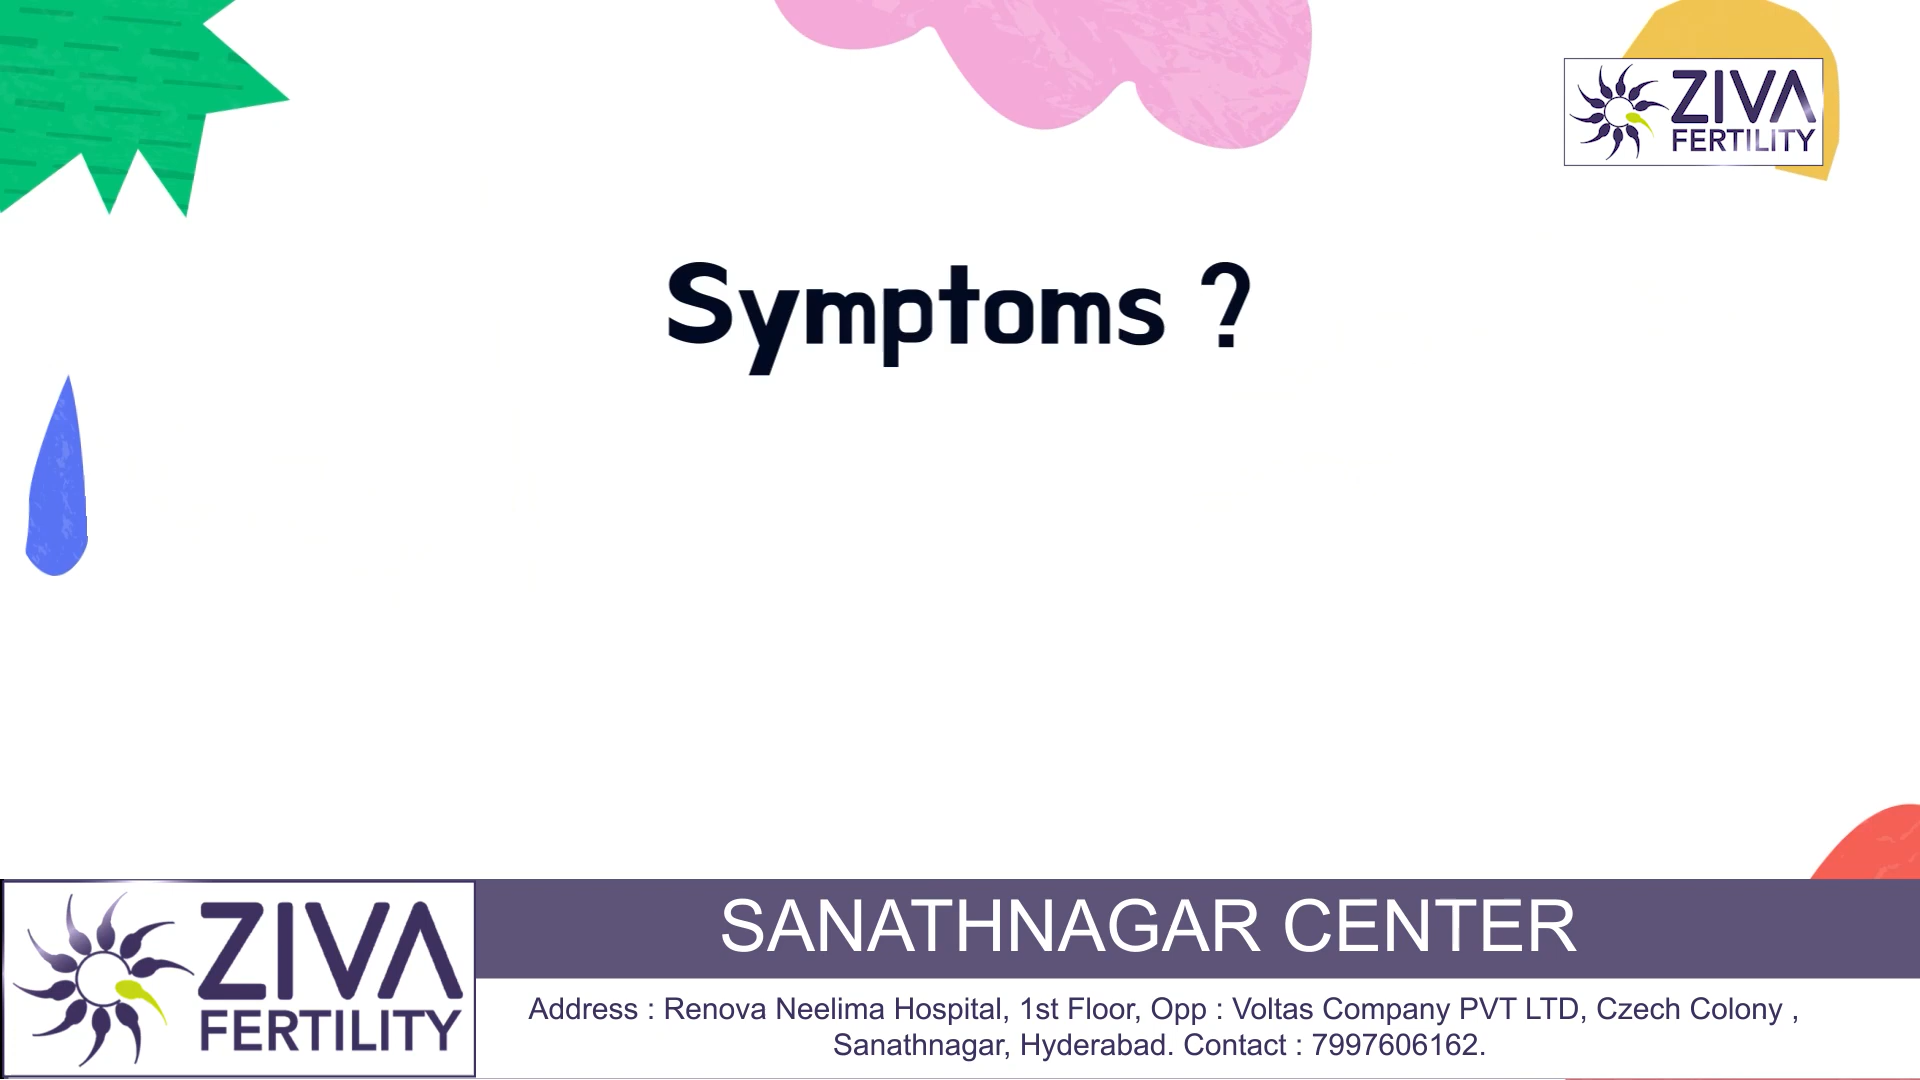 ZIVA
FERTILITY
Symptoms ?
ZIVA
FERTILITY
SANATHNAGAR CENTER
Address : Renova Neelima Hospital, 1st Floor, Opp : Voltas Company PVT LTD, Czech Colony ,
Sanathnagar, Hyderabad. Contact : 7997606162.